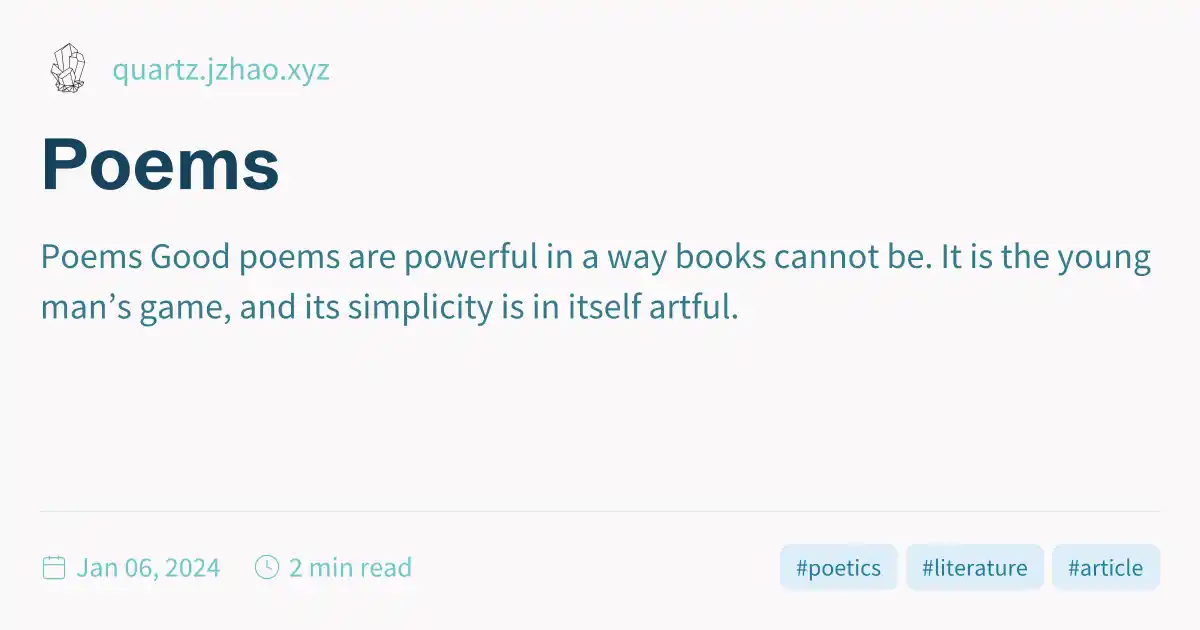 quartz.jzhao.xyz
Poems
Poems Good poems are powerful in a way books cannot be. It is the young
man’s game, and its simplicity is in itself artful.
Jan 06, 2024 2 min read #poetics #literature #article